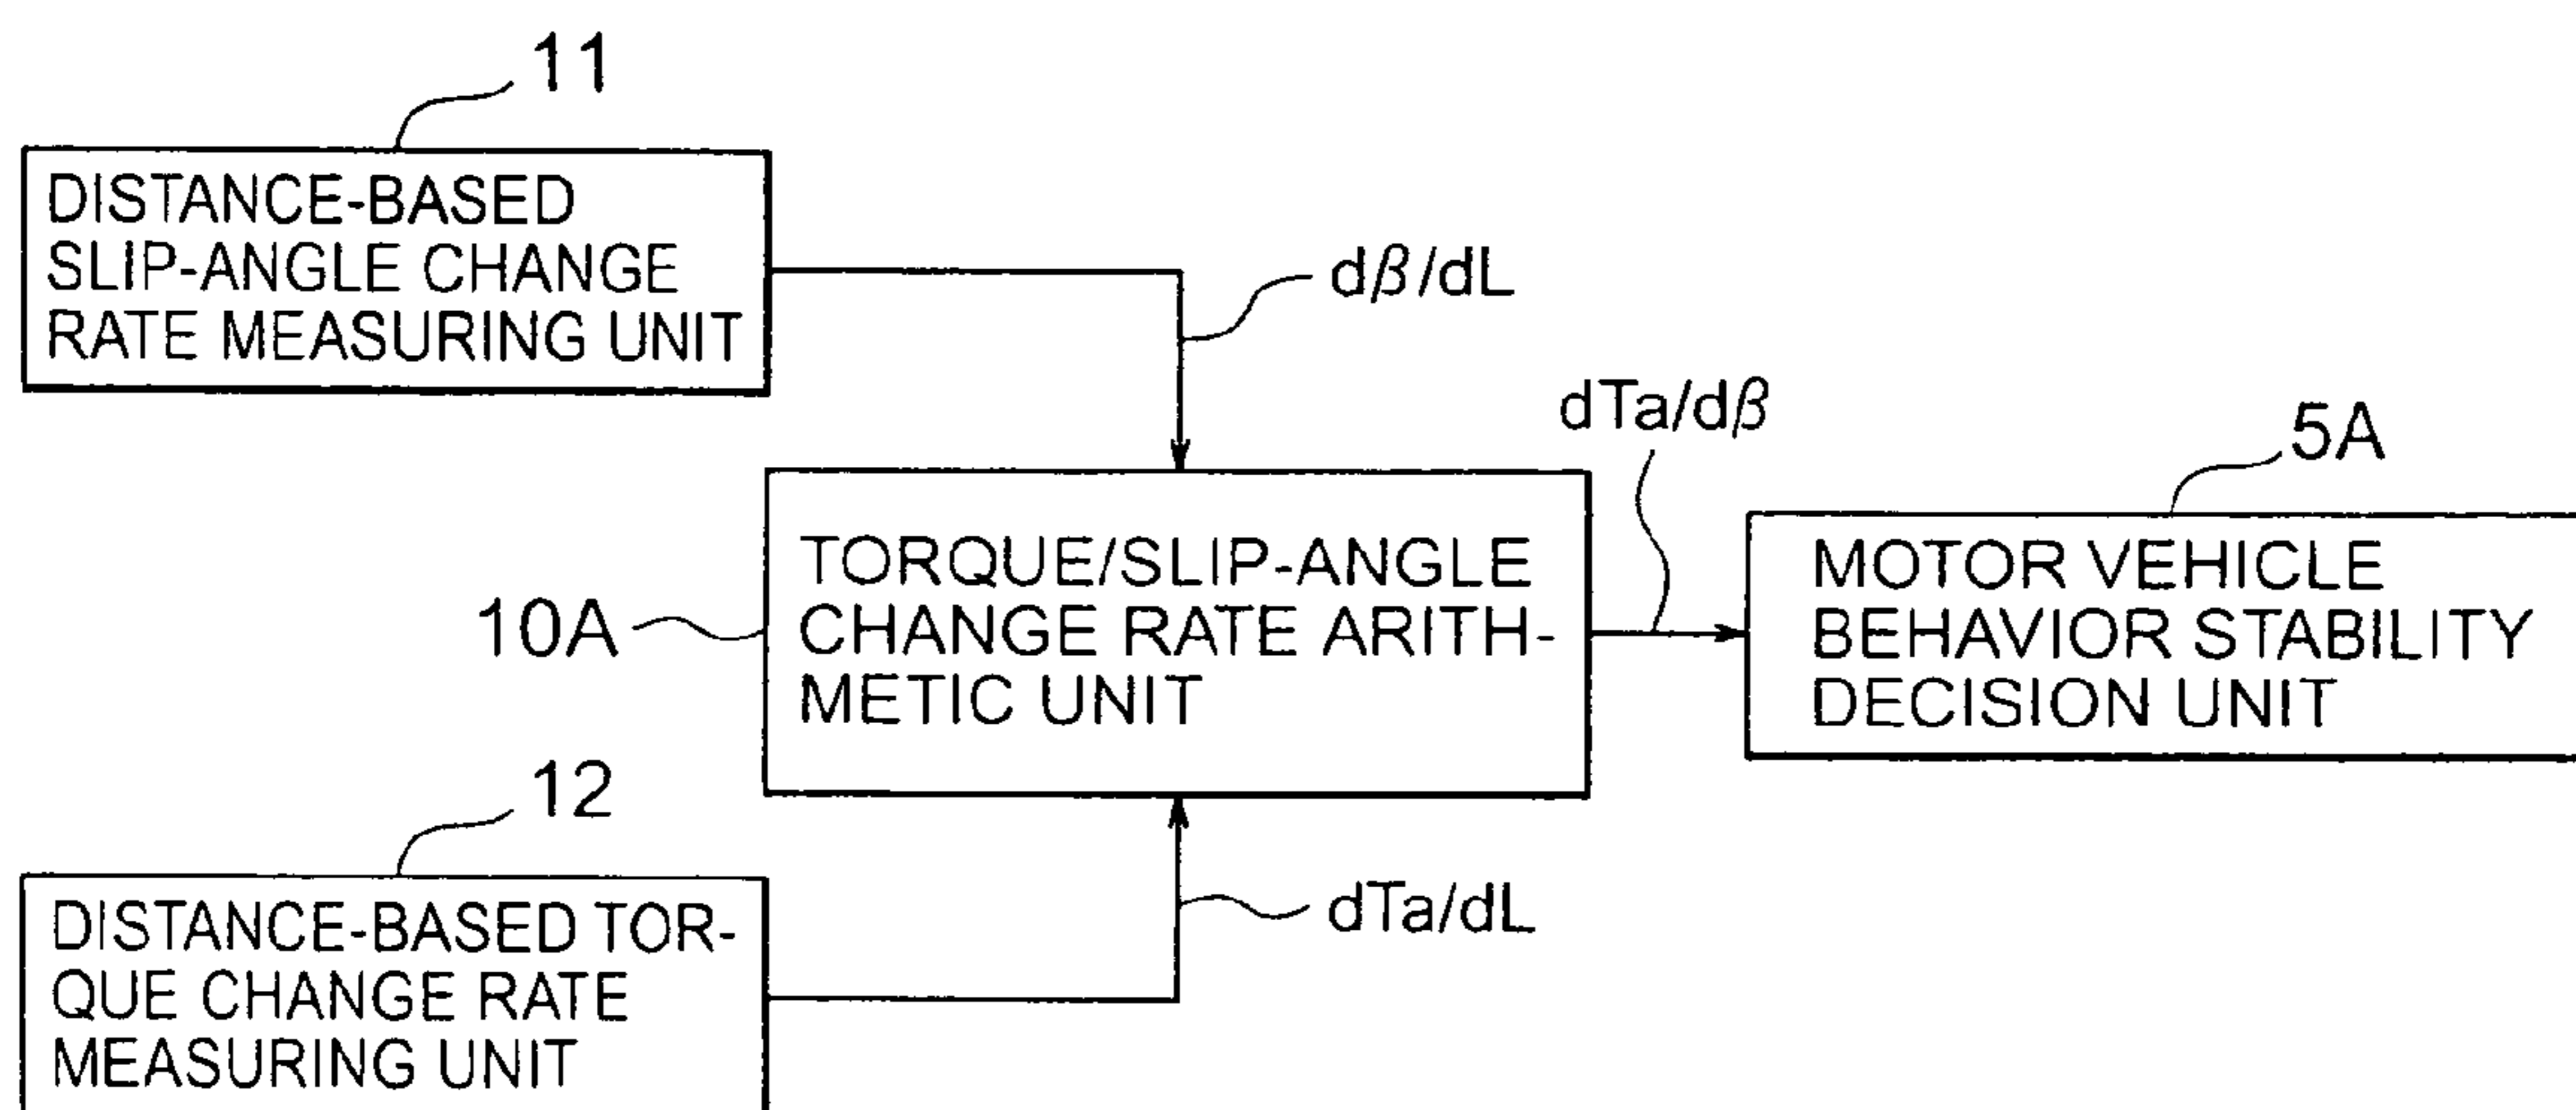 11
DISTANCE-BASED
SLIP-ANGLE CHANGE
RATE MEASURING UNIT
dβ/dL
dTa/dβ
5A
10A
TORQUE/SLIP-ANGLE
CHANGE RATE ARITH-
METIC UNIT
MOTOR VEHICLE
BEHAVIOR STABILITY
DECISION UNIT
12
DISTANCE-BASED TOR-
QUE CHANGE RATE
MEASURING UNIT
dTa/dL